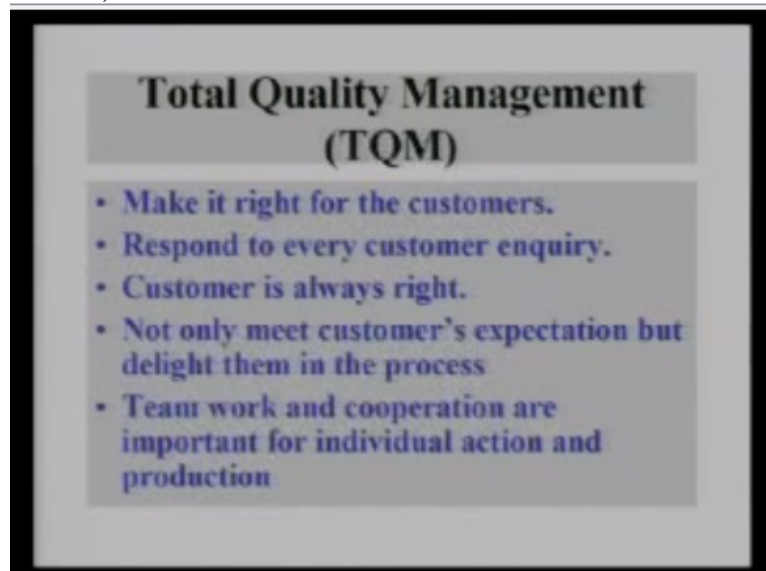 Total Quality Management
(TQM)
• Make it right for the customers.
• Respond to every customer enquiry.
• Customer is always right.
• Not only meet customer's expectation but
delight them in the process
• Team work and cooperation are
important for individual action and
production